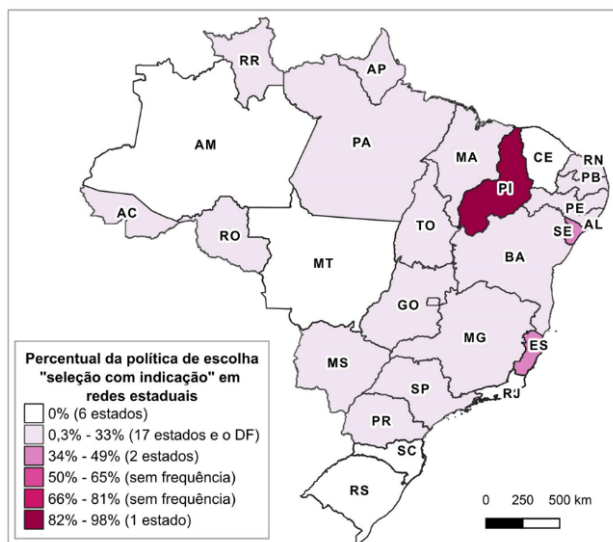 RR
AP
AM
PA
MA
CE
RN
PB
PI
PE
AL
AC
TO
SE
RO
BA
MT
GO
MG
ES
MS
SP
RJ
PR
SC
RS
Percentual da política de escolha
"seleção com indicação" em
redes estaduais
0% (6 estados)
0,3% - 33% (17 estados e o DF)
34% - 49% (2 estados)
50% - 65% (sem frequência)
66% - 81% (sem frequência)
82% - 98% (1 estado)
0 250 500 km